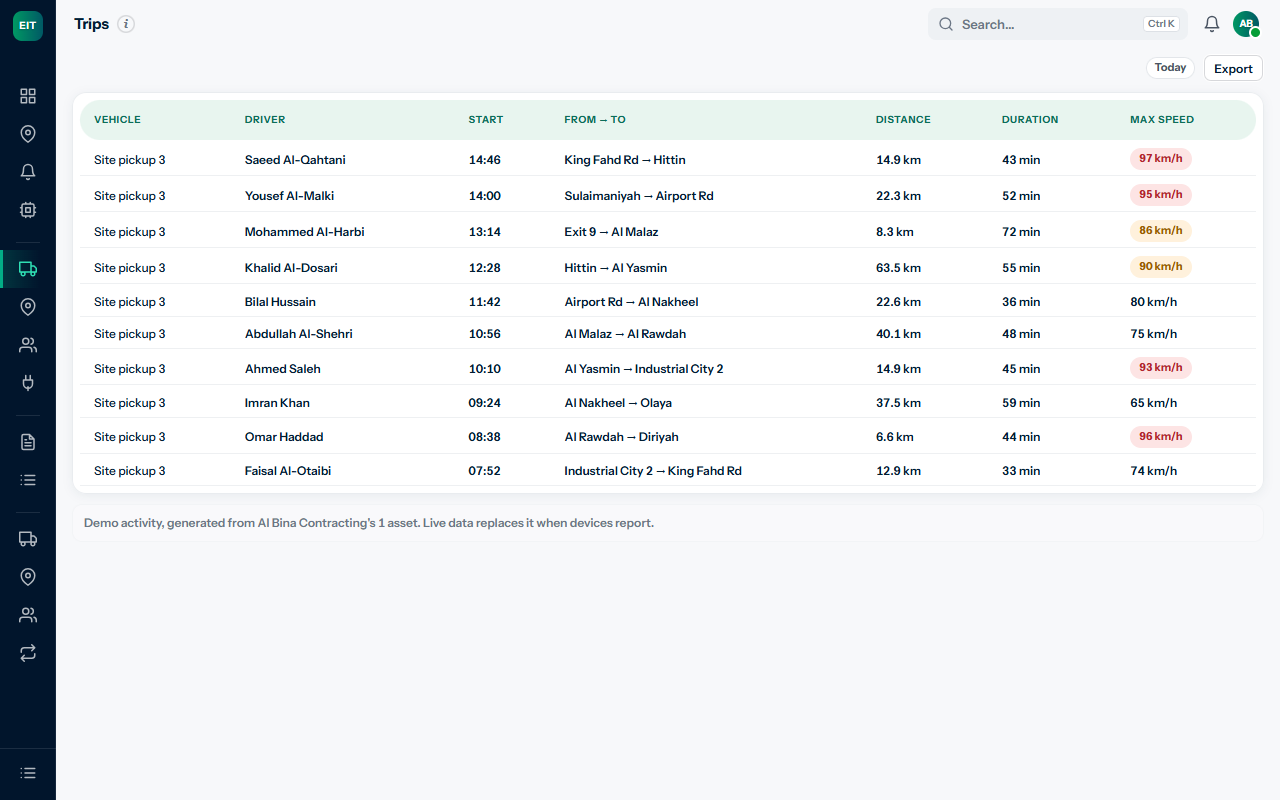 EIT
Trips i Search... Ctrl K AB
Today Export
VEHICLE DRIVER START FROM → TO DISTANCE DURATION MAX SPEED
Site pickup 3 Saeed Al-Qahtani 14:46 King Fahd Rd → Hittin 14.9 km 43 min 97 km/h
Site pickup 3 Yousef Al-Malki 14:00 Sulaimaniyah → Airport Rd 22.3 km 52 min 95 km/h
Site pickup 3 Mohammed Al-Harbi 13:14 Exit 9 → Al Malaz 8.3 km 72 min 86 km/h
Site pickup 3 Khalid Al-Dosari 12:28 Hittin → Al Yasmin 63.5 km 55 min 90 km/h
Site pickup 3 Bilal Hussain 11:42 Airport Rd → Al Nakheel 22.6 km 36 min 80 km/h
Site pickup 3 Abdullah Al-Shehri 10:56 Al Malaz → Al Rawdah 40.1 km 48 min 75 km/h
Site pickup 3 Ahmed Saleh 10:10 Al Yasmin → Industrial City 2 14.9 km 45 min 93 km/h
Site pickup 3 Imran Khan 09:24 Al Nakheel → Olaya 37.5 km 59 min 65 km/h
Site pickup 3 Omar Haddad 08:38 Al Rawdah → Diriyah 6.6 km 44 min 96 km/h
Site pickup 3 Faisal Al-Otaibi 07:52 Industrial City 2 → King Fahd Rd 12.9 km 33 min 74 km/h
Demo activity, generated from Al Bina Contracting's 1 asset. Live data replaces it when devices report.